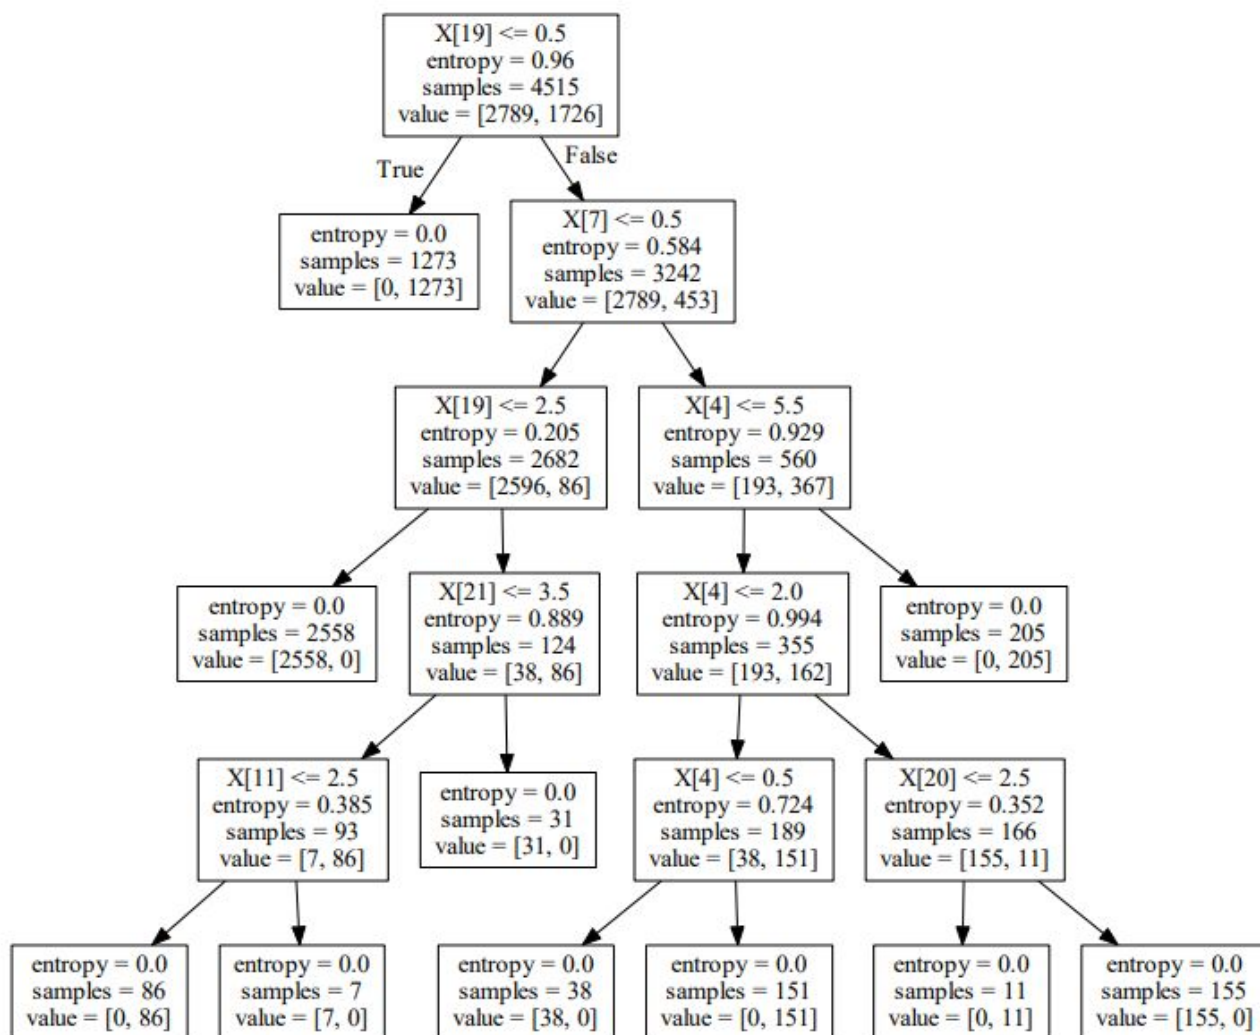 X[19] <= 0.5
entropy = 0.96
samples = 4515
value = [2789, 1726]
True
False
entropy = 0.0
samples = 1273
value = [0, 1273]
X[7] <= 0.5
entropy = 0.584
samples = 3242
value = [2789, 453]
X[19] <= 2.5
entropy = 0.205
samples = 2682
value = [2596, 86]
X[4] <= 5.5
entropy = 0.929
samples = 560
value = [193, 367]
entropy = 0.0
samples = 2558
value = [2558, 0]
X[21] <= 3.5
entropy = 0.889
samples = 124
value = [38, 86]
X[4] <= 2.0
entropy = 0.994
samples = 355
value = [193, 162]
entropy = 0.0
samples = 205
value = [0, 205]
X[11] <= 2.5
entropy = 0.385
samples = 93
value = [7, 86]
entropy = 0.0
samples = 31
value = [31, 0]
X[4] <= 0.5
entropy = 0.724
samples = 189
value = [38, 151]
X[20] <= 2.5
entropy = 0.352
samples = 166
value = [155, 11]
entropy = 0.0
samples = 86
value = [0, 86]
entropy = 0.0
samples = 7
value = [7, 0]
entropy = 0.0
samples = 38
value = [38, 0]
entropy = 0.0
samples = 151
value = [0, 151]
entropy = 0.0
samples = 11
value = [0, 11]
entropy = 0.0
samples = 155
value = [155, 0]